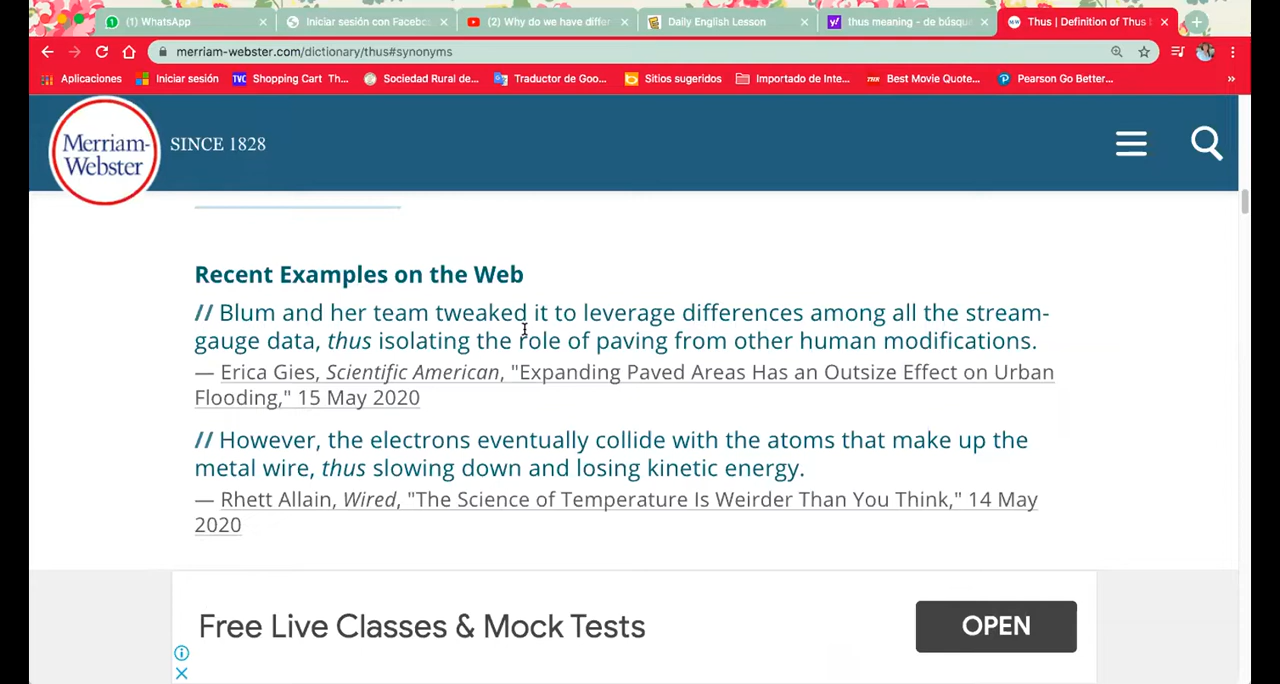 (1) WhatsApp
Iniciar sesión con Faceboo
(2) Why do we have differ
Daily English Lesson
thus meaning - de búsqu
Thus | Definition of Thus
merriam-webster.com/dictionary/thus#synonyms
Aplicaciones
Iniciar sesión
Shopping Cart Th...
Sociedad Rural de...
Traductor de Goo...
Sitios sugeridos
Importado de Inte...
Best Movie Quote...
Pearson Go Better...
»
Merriam-
Webster
SINCE 1828
Recent Examples on the Web
// Blum and her team tweaked it to leverage differences among all the stream-
gauge data, thus isolating the role of paving from other human modifications.
— Erica Gies, Scientific American, "Expanding Paved Areas Has an Outsize Effect on Urban
Flooding," 15 May 2020
// However, the electrons eventually collide with the atoms that make up the
metal wire, thus slowing down and losing kinetic energy.
— Rhett Allain, Wired, "The Science of Temperature Is Weirder Than You Think," 14 May
2020
Free Live Classes & Mock Tests
OPEN